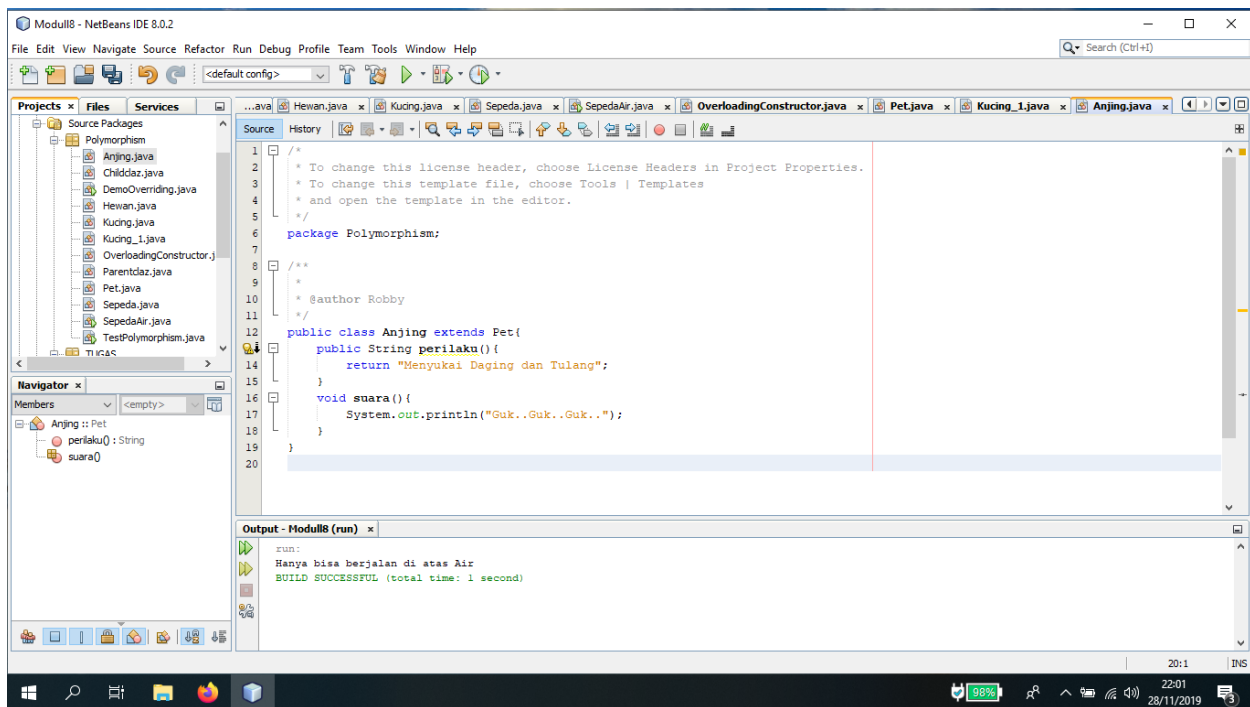 Modull8 - NetBeans IDE 8.0.2
File Edit View Navigate Source Refactor Run Debug Profile Team Tools Window Help
Search (Ctrl+I)
<default config>
Projects Files Services
...ava Hewan.java Kucing.java Sepeda.java SepedaAir.java OverloadingConstructor.java Pet.java Kucing_1.java Anjing.java
Source Packages
Polymorphism
Anjing.java
Childdaz.java
DemoOverriding.java
Hewan.java
Kucing.java
Kucing_1.java
OverloadingConstructor.j
Parentclaz.java
Pet.java
Sepeda.java
SepedaAir.java
TestPolymorphism.java
TUGAS
Navigator
Members <empty>
Anjing :: Pet
perilaku() : String
suara()
Source History
1 /*
2 * To change this license header, choose License Headers in Project Properties.
3 * To change this template file, choose Tools | Templates
4 * and open the template in the editor.
5 */
6 package Polymorphism;
7
8 /**
9 *
10 * @author Robby
11 */
12 public class Anjing extends Pet{
public String perilaku(){
14 return "Menyukai Daging dan Tulang";
15 }
16 void suara(){
17 System.out.println("Guk..Guk..Guk..");
18 }
19 }
20
Output - Modull8 (run)
run:
Hanya bisa berjalan di atas Air
BUILD SUCCESSFUL (total time: 1 second)
20:1 INS
98%
22:01
28/11/2019
3